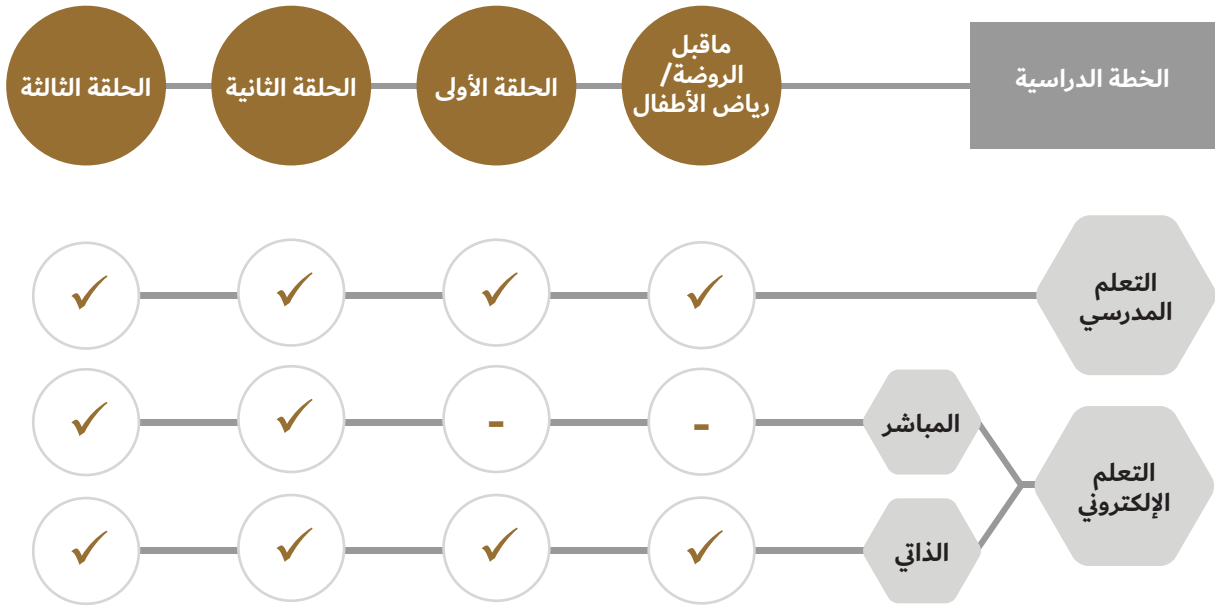 الخطة الدراسية
ماقبل
الروضة/
رياض الأطفال
الحلقة الأولى
الحلقة الثانية
الحلقة الثالثة
التعلم
المدرسي
✓
✓
✓
✓
التعلم
الإلكتروني
المباشر
-
-
✓
✓
الذاتي
✓
✓
✓
✓